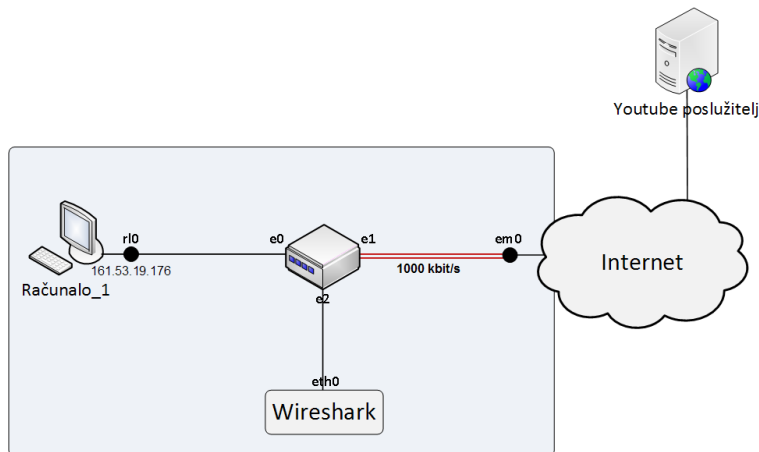 Youtube poslužitelj
rl0
e0
e1
em0
161.53.19.176
1000 kbit/s
Internet
Računalo_1
e2
eth0
Wireshark